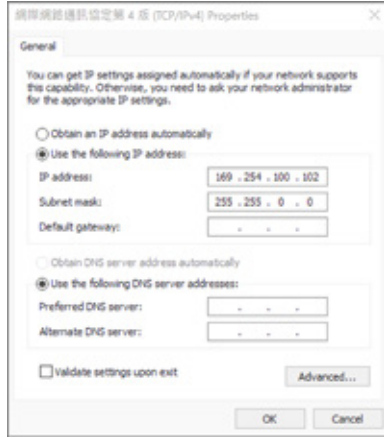 網際網路通訊協定第 4 版 (TCP/IPv4) Properties
General
You can get IP settings assigned automatically if your network supports
this capability. Otherwise, you need to ask your network administrator
for the appropriate IP settings.
Obtain an IP address automatically
Use the following IP address:
IP address: 169 . 254 . 100 . 102
Subnet mask: 255 . 255 . 0 . 0
Default gateway: . . .
Obtain DNS server address automatically
Use the following DNS server addresses:
Preferred DNS server: . . .
Alternate DNS server: . . .
Validate settings upon exit
Advanced...
OK Cancel